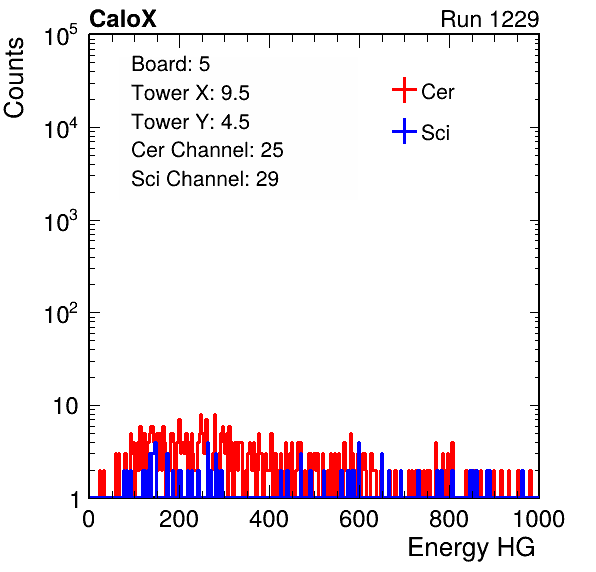 CaloX Run 1229
Counts
10^5
10^4
10^3
10^2
10
1
Board: 5
Tower X: 9.5
Tower Y: 4.5
Cer Channel: 25
Sci Channel: 29
Cer
Sci
0 200 400 600 800 1000
Energy HG